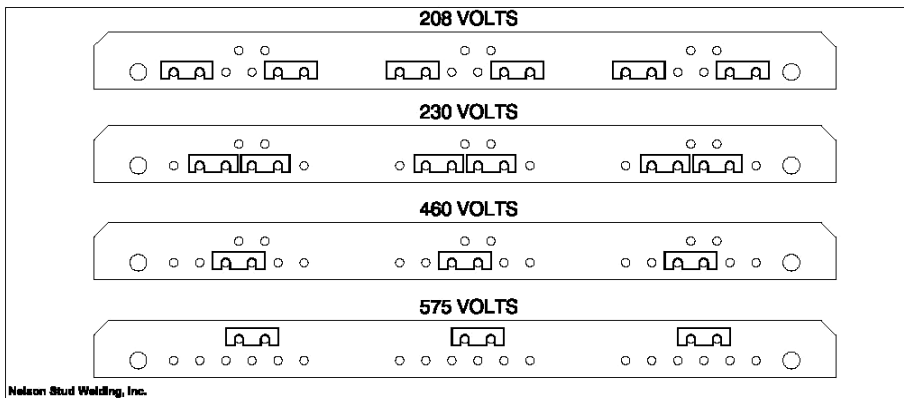 208 VOLTS
230 VOLTS
460 VOLTS
575 VOLTS
Nelson Stud Welding, Inc.